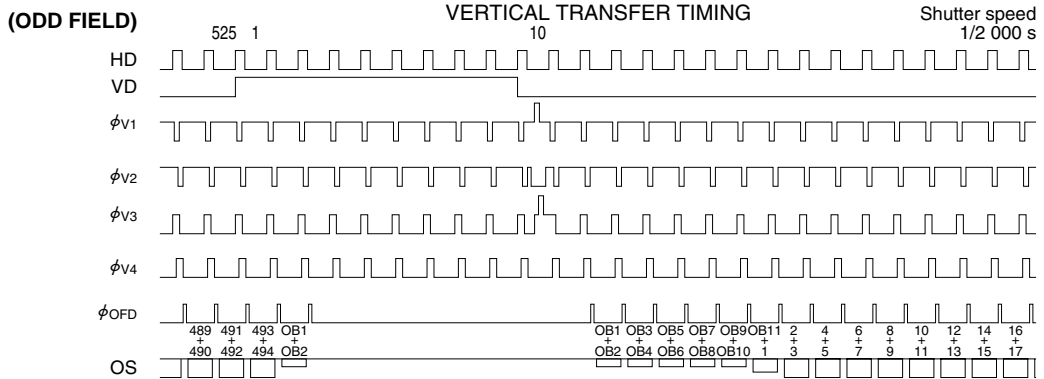 (ODD FIELD) VERTICAL TRANSFER TIMING Shutter speed
525 1 10 1/2 000 s
HD
VD
ϕV1
ϕV2
ϕV3
ϕV4
ϕOFD
489 491 493 OB1 OB1 OB3 OB5 OB7 OB9 OB11 2 4 6 8 10 12 14 16
+ + + + + + + + + + + + + + + + + +
490 492 494 OB2 OB2 OB4 OB6 OB8 OB10 1 3 5 7 9 11 13 15 17
OS